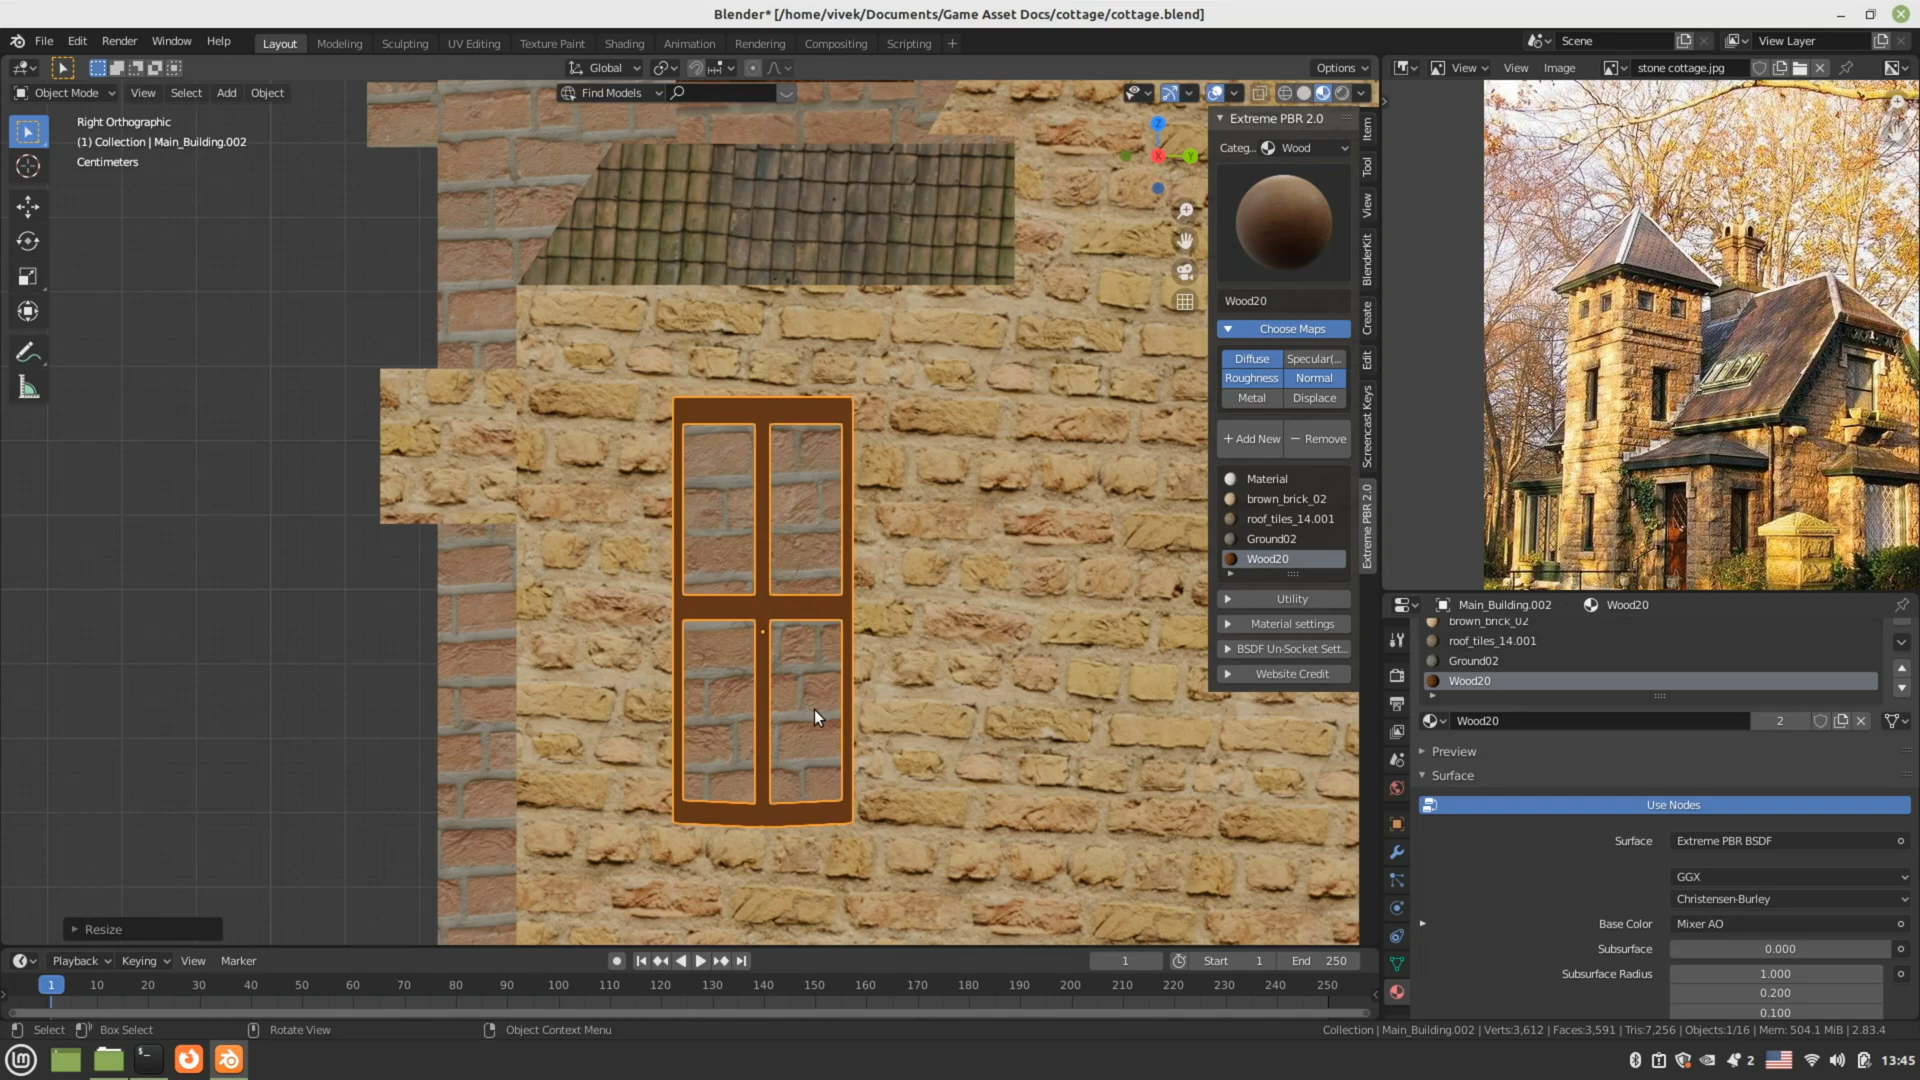 Blender* [/home/vivek/Documents/Game Asset Docs/cottage/cottage.blend]
File Edit Render Window Help
Layout Modeling Sculpting UV Editing Texture Paint Shading Animation Rendering Compositing Scripting +
Scene View Layer
Global Options
View View Image stone cottage.jpg
Object Mode View Select Add Object
Find Models
Right Orthographic
(1) Collection | Main_Building.002
Centimeters
Z
X
Y
Extreme PBR 2.0
Categ... Wood
Wood20
Choose Maps
Diffuse Specular(...
Roughness Normal
Metal Displace
+ Add New − Remove
Material
brown_brick_02
roof_tiles_14.001
Ground02
Wood20
Utility
Material settings
BSDF Un-Socket Sett...
Website Credit
Item
Tool
View
BlenderKit
Create
Edit
Screencast Keys
Extreme PBR 2.0
Main_Building.002 Wood20
brown_brick_02
roof_tiles_14.001
Ground02
Wood20
Wood20 2
Preview
Surface
Use Nodes
Surface Extreme PBR BSDF
GGX
Christensen-Burley
Base Color Mixer AO
Subsurface 0.000
Subsurface Radius 1.000
0.200
0.100
Resize
Playback Keying View Marker
1 Start 1 End 250
1 10 20 30 40 50 60 70 80 90 100 110 120 130 140 150 160 170 180 190 200 210 220 230 240 250
Select Box Select Rotate View Object Context Menu
Collection | Main_Building.002 | Verts:3,612 | Faces:3,591 | Tris:7,256 | Objects:1/16 | Mem: 504.1 MiB | 2.83.4
2 13:45